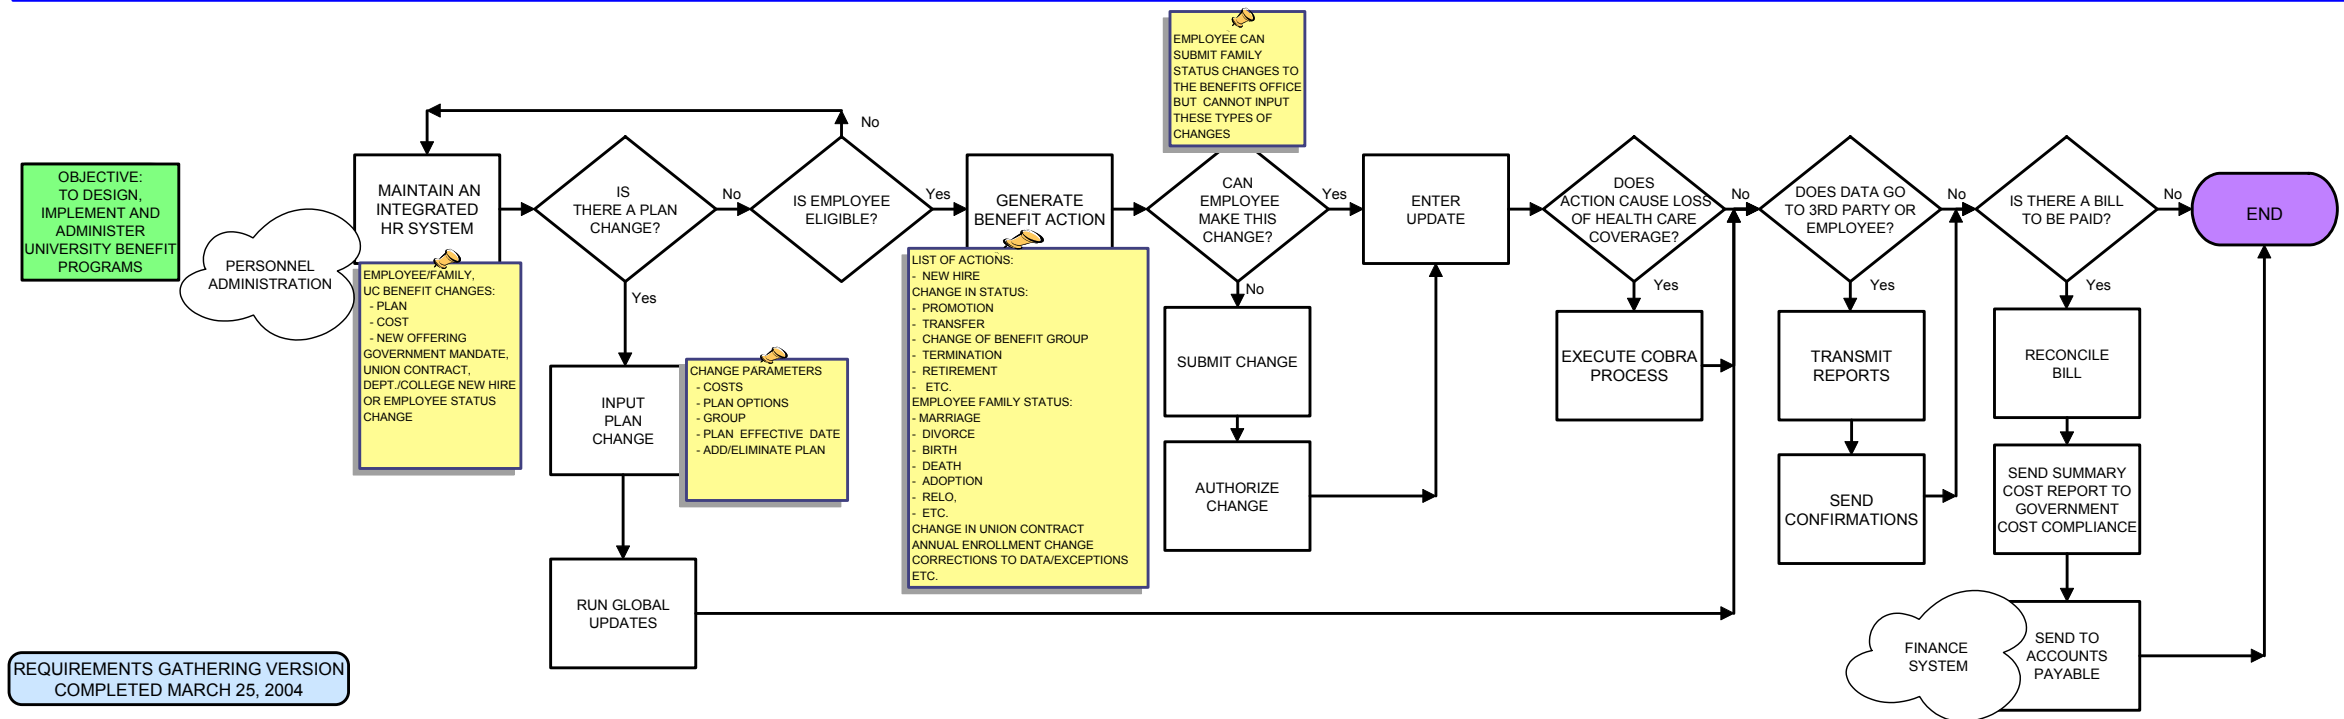 OBJECTIVE:
TO DESIGN,
IMPLEMENT AND
ADMINISTER
UNIVERSITY BENEFIT
PROGRAMS
PERSONNEL
ADMINISTRATION
MAINTAIN AN
INTEGRATED
HR SYSTEM
EMPLOYEE/FAMILY,
UC BENEFIT CHANGES:
- PLAN
- COST
- NEW OFFERING
GOVERNMENT MANDATE,
UNION CONTRACT,
DEPT./COLLEGE NEW HIRE
OR EMPLOYEE STATUS
CHANGE
IS
THERE A PLAN
CHANGE?
No
Yes
INPUT
PLAN
CHANGE
CHANGE PARAMETERS
- COSTS
- PLAN OPTIONS
- GROUP
- PLAN EFFECTIVE DATE
- ADD/ELIMINATE PLAN
RUN GLOBAL
UPDATES
IS EMPLOYEE
ELIGIBLE?
No
Yes
GENERATE
BENEFIT ACTION
LIST OF ACTIONS:
- NEW HIRE
CHANGE IN STATUS:
- PROMOTION
- TRANSFER
- CHANGE OF BENEFIT GROUP
- TERMINATION
- RETIREMENT
- ETC.
EMPLOYEE FAMILY STATUS:
- MARRIAGE
- DIVORCE
- BIRTH
- DEATH
- ADOPTION
- RELO,
- ETC.
CHANGE IN UNION CONTRACT
ANNUAL ENROLLMENT CHANGE
CORRECTIONS TO DATA/EXCEPTIONS
ETC.
EMPLOYEE CAN
SUBMIT FAMILY
STATUS CHANGES TO
THE BENEFITS OFFICE
BUT CANNOT INPUT
THESE TYPES OF
CHANGES
CAN
EMPLOYEE
MAKE THIS
CHANGE?
Yes
No
SUBMIT CHANGE
AUTHORIZE
CHANGE
ENTER
UPDATE
DOES
ACTION CAUSE LOSS
OF HEALTH CARE
COVERAGE?
No
Yes
EXECUTE COBRA
PROCESS
DOES DATA GO
TO 3RD PARTY OR
EMPLOYEE?
No
Yes
TRANSMIT
REPORTS
SEND
CONFIRMATIONS
IS THERE A BILL
TO BE PAID?
No
Yes
RECONCILE
BILL
SEND SUMMARY
COST REPORT TO
GOVERNMENT
COST COMPLIANCE
FINANCE
SYSTEM
SEND TO
ACCOUNTS
PAYABLE
END
REQUIREMENTS GATHERING VERSION
COMPLETED MARCH 25, 2004